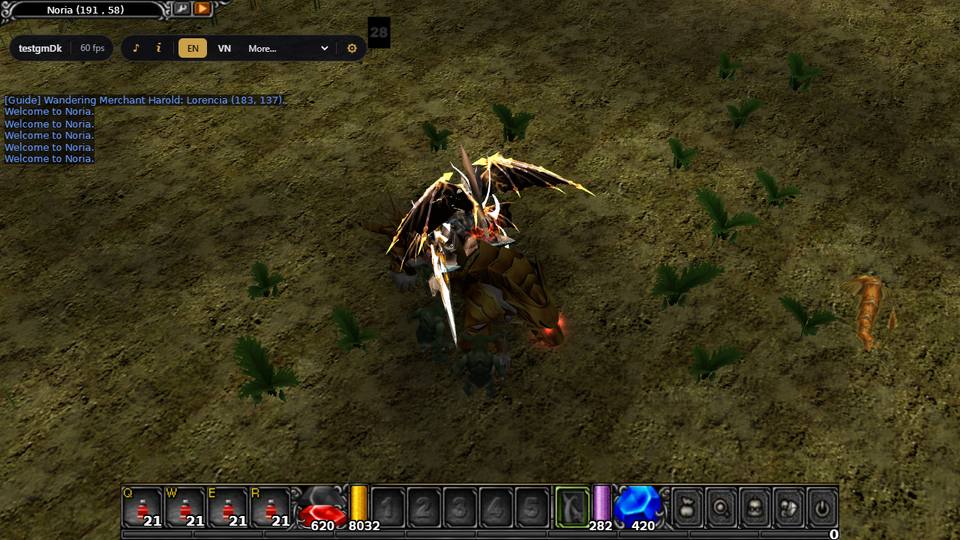 Noria (191 , 58)
testgmDk 60 fps EN VN More...
28
[Guide] Wandering Merchant Harold: Lorencia (183, 137).
Welcome to Noria.
Welcome to Noria.
Welcome to Noria.
Welcome to Noria.
Welcome to Noria.
Q W E R
21 21 21 21 620 8032 1 2 3 4 5 282 420
0